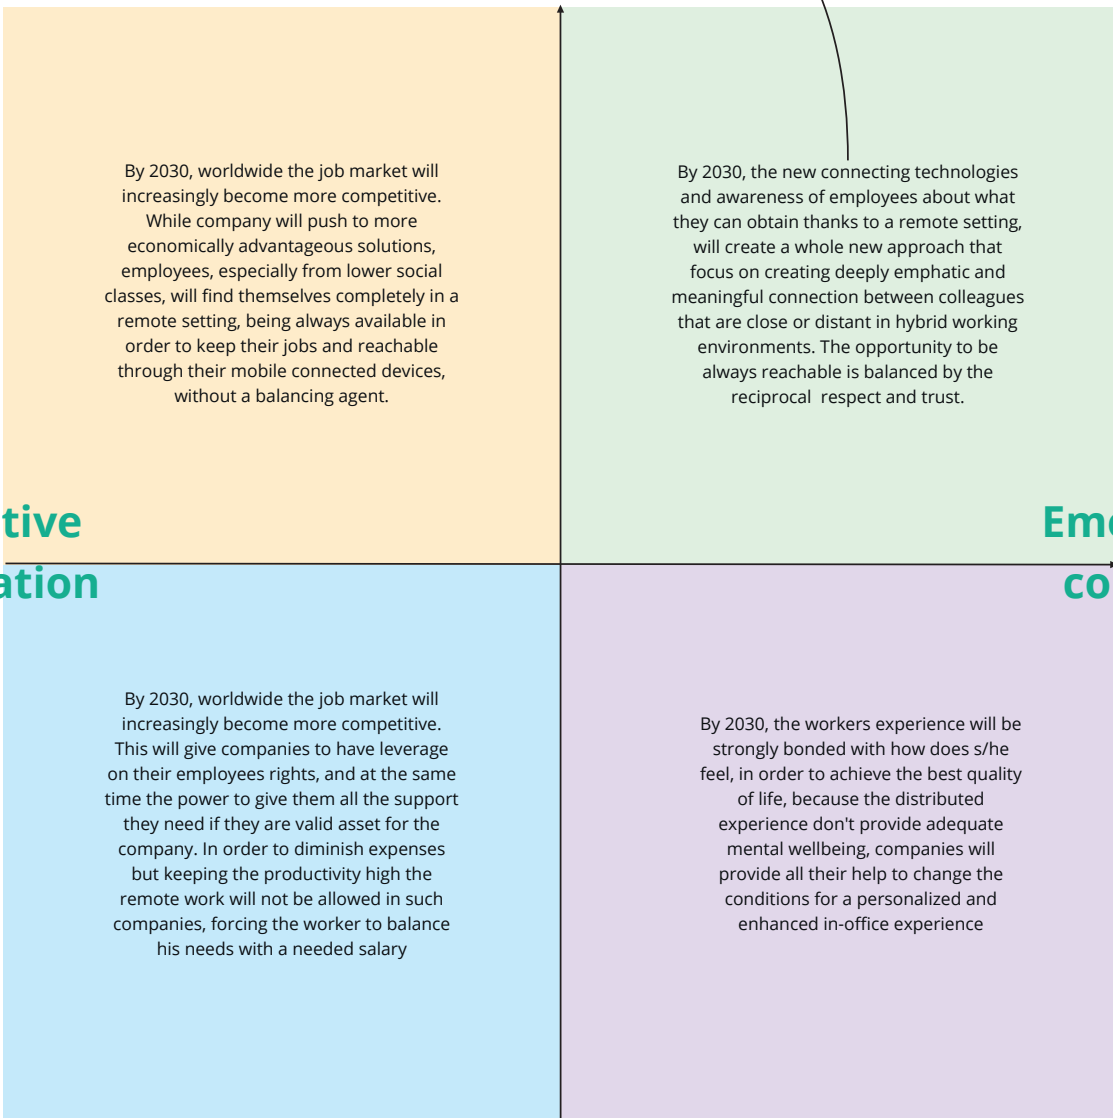 By 2030, worldwide the job market will
increasingly become more competitive.
While company will push to more
economically advantageous solutions,
employees, especially from lower social
classes, will find themselves completely in a
remote setting, being always available in
order to keep their jobs and reachable
through their mobile connected devices,
without a balancing agent.
By 2030, the new connecting technologies
and awareness of employees about what
they can obtain thanks to a remote setting,
will create a whole new approach that
focus on creating deeply emphatic and
meaningful connection between colleagues
that are close or distant in hybrid working
environments. The opportunity to be
always reachable is balanced by the
reciprocal  respect and trust.
tive
ation
Em
co
By 2030, worldwide the job market will
increasingly become more competitive.
This will give companies to have leverage
on their employees rights, and at the same
time the power to give them all the support
they need if they are valid asset for the
company. In order to diminish expenses
but keeping the productivity high the
remote work will not be allowed in such
companies, forcing the worker to balance
his needs with a needed salary
By 2030, the workers experience will be
strongly bonded with how does s/he
feel, in order to achieve the best quality
of life, because the distributed
experience don't provide adequate
mental wellbeing, companies will
provide all their help to change the
conditions for a personalized and
enhanced in-office experience